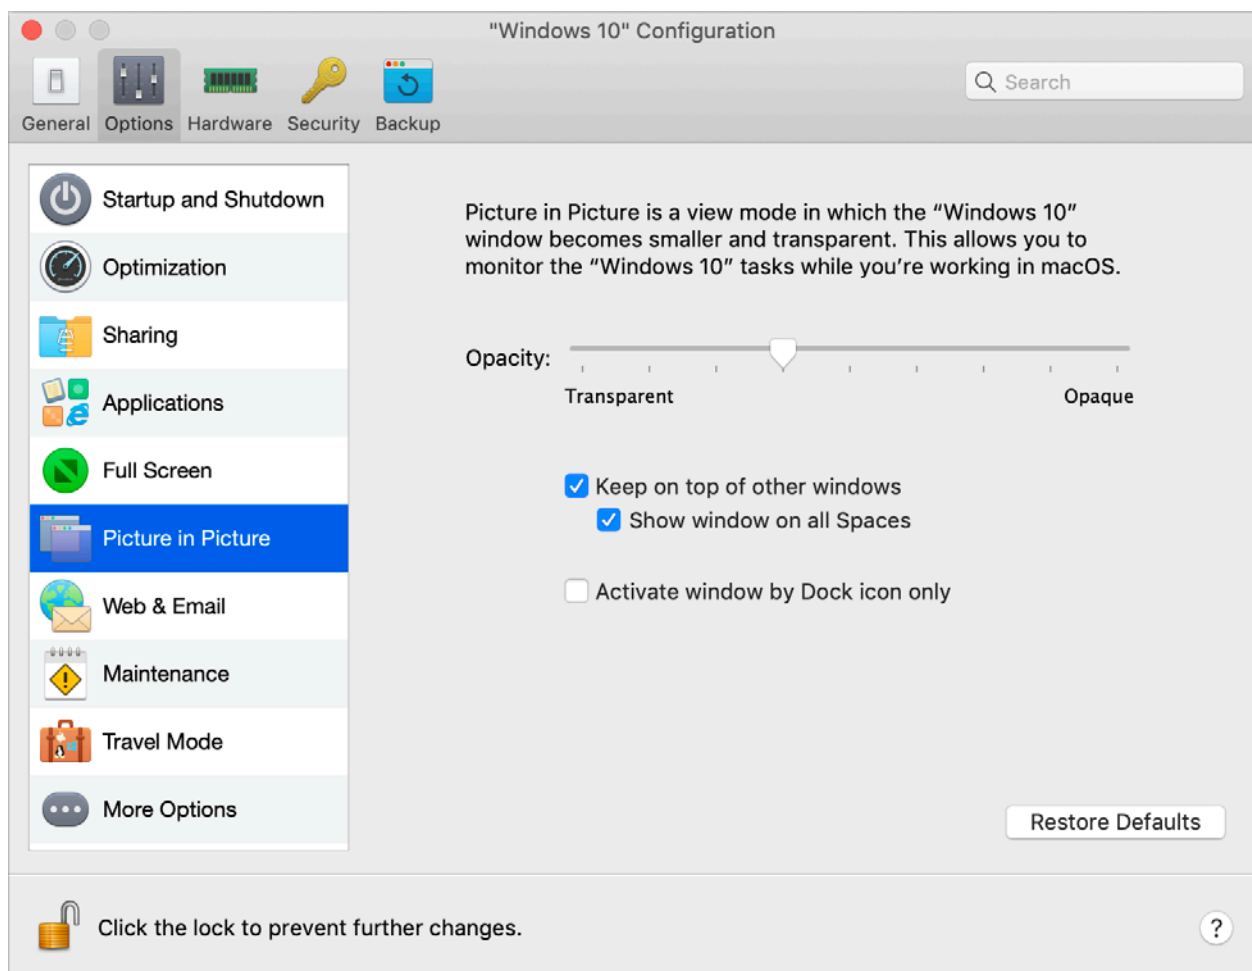 "Windows 10" Configuration
General Options Hardware Security Backup
Search
Startup and Shutdown
Optimization
Sharing
Applications
Full Screen
Picture in Picture
Web & Email
Maintenance
Travel Mode
More Options
Picture in Picture is a view mode in which the “Windows 10”
window becomes smaller and transparent. This allows you to
monitor the “Windows 10” tasks while you’re working in macOS.
Opacity:
Transparent Opaque
Keep on top of other windows
Show window on all Spaces
Activate window by Dock icon only
Restore Defaults
Click the lock to prevent further changes.
?